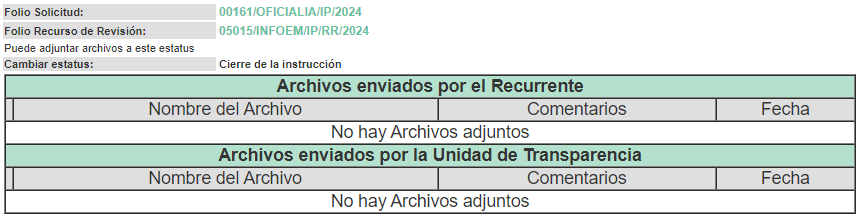 Folio Solicitud: 00161/OFICIALIA/IP/2024
Folio Recurso de Revisión: 05015/INFOEM/IP/RR/2024
Puede adjuntar archivos a este estatus
Cambiar estatus: Cierre de la instrucción
Archivos enviados por el Recurrente
Nombre del Archivo Comentarios Fecha
No hay Archivos adjuntos
Archivos enviados por la Unidad de Transparencia
Nombre del Archivo Comentarios Fecha
No hay Archivos adjuntos